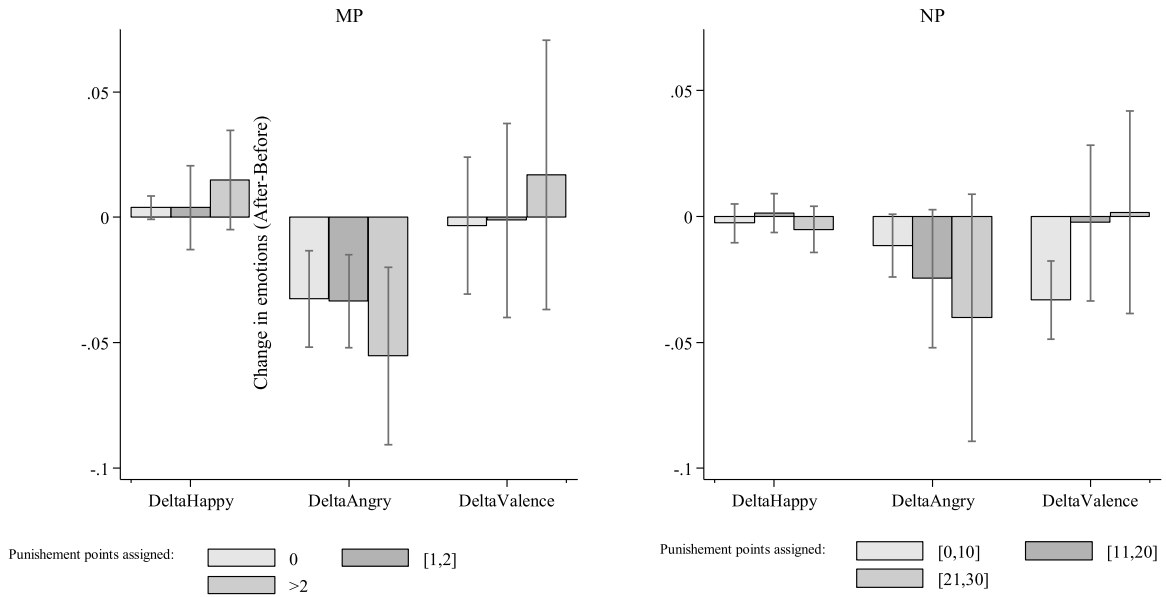 MP
.05
0
-.05
-.1
Change in emotions (After-Before)
DeltaHappy DeltaAngry DeltaValence
Punishement points assigned: 0 [1,2]
>2
NP
.05
0
-.05
-.1
DeltaHappy DeltaAngry DeltaValence
Punishement points assigned: [0,10] [11,20]
[21,30]